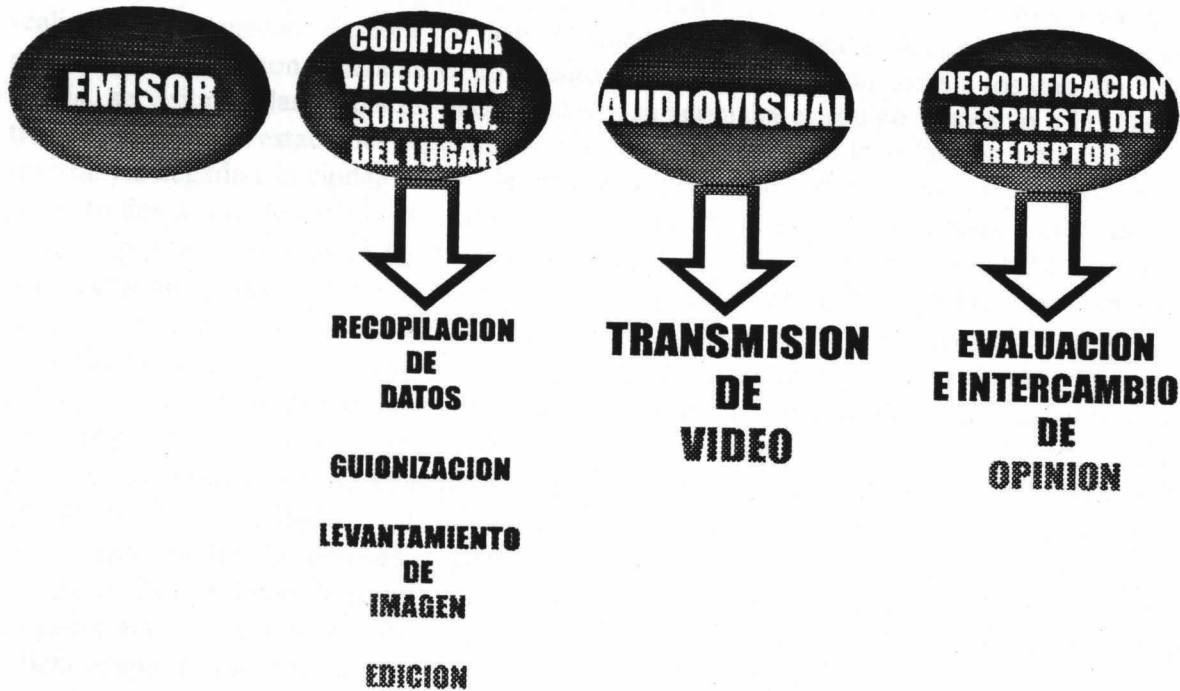 EMISOR
CODIFICAR
VIDEODEMO
SOBRE T.V.
DEL LUGAR
AUDIOVISUAL
DECODIFICACION
RESPUESTA DEL
RECEPTOR
RECOPILACION
DE
DATOS
GUIONIZACION
LEVANTAMIENTO
DE
IMAGEN
EDICION
TRANSMISION
DE
VIDEO
EVALUACION
E INTERCAMBIO
DE
OPINION